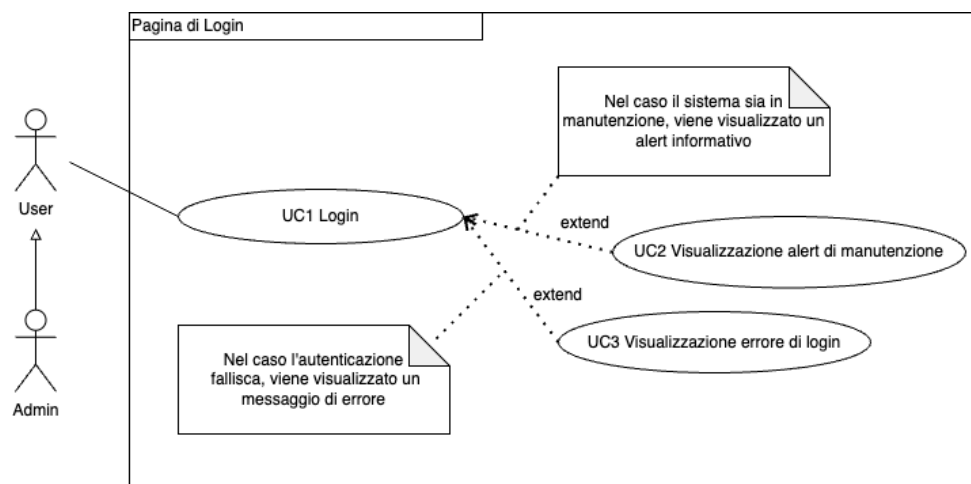 Pagina di Login
Nel caso il sistema sia in
manutenzione, viene visualizzato un
alert informativo
User
UC1 Login
extend
UC2 Visualizzazione alert di manutenzione
extend
UC3 Visualizzazione errore di login
Nel caso l'autenticazione
fallisca, viene visualizzato un
messaggio di errore
Admin